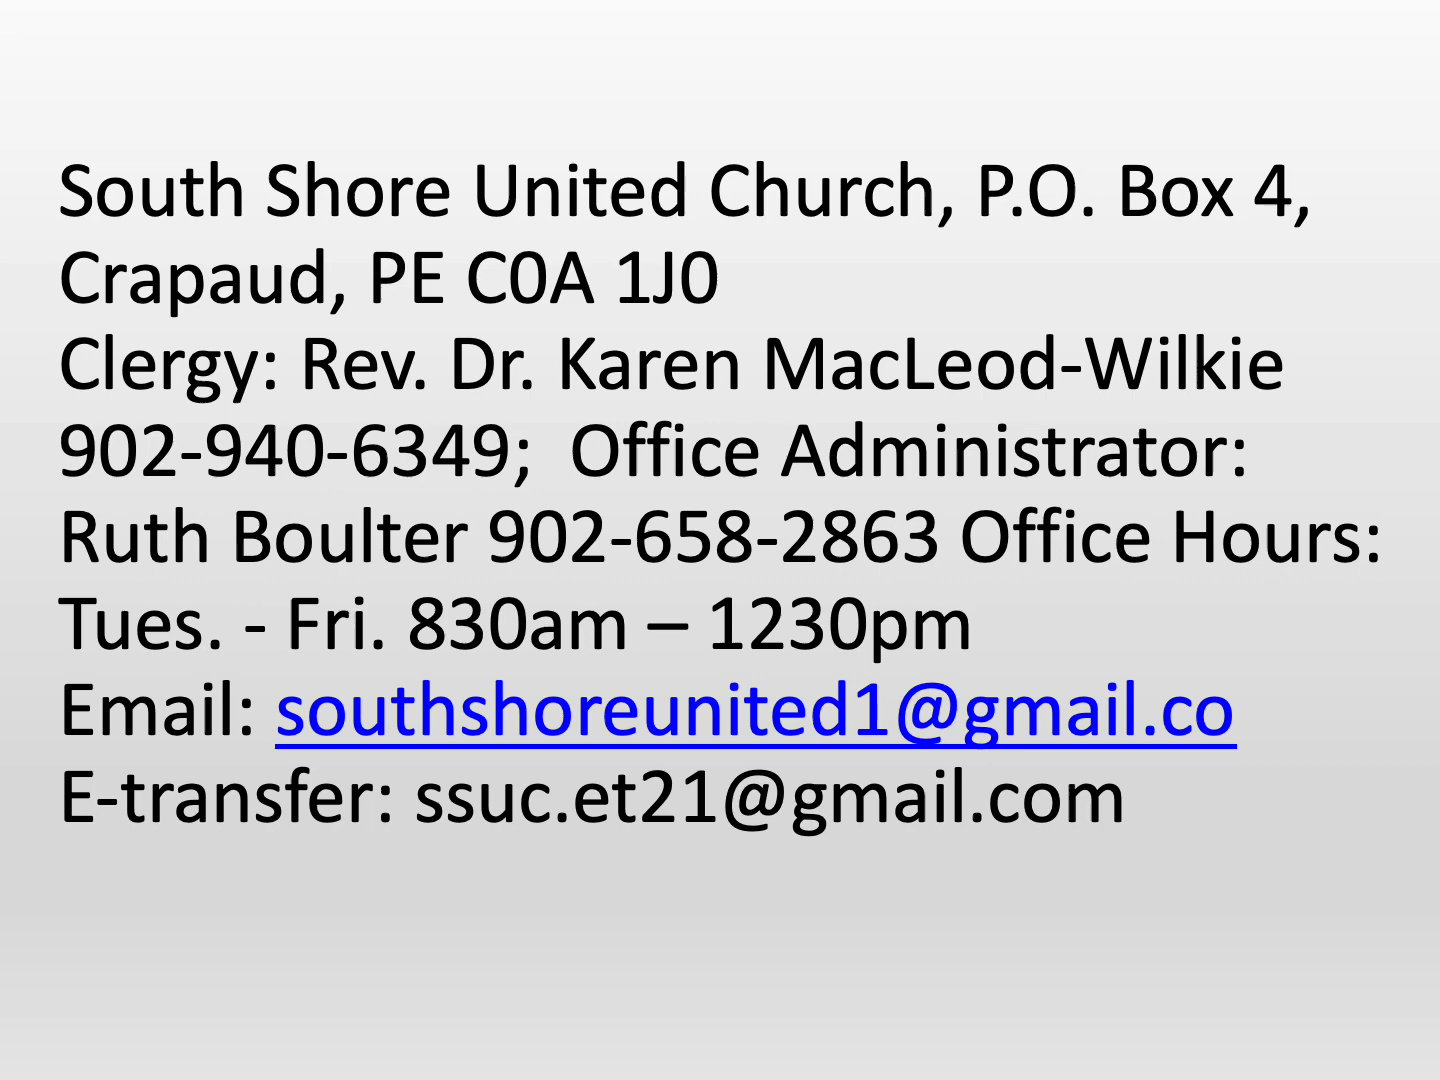 South Shore United Church, P.O. Box 4,
Crapaud, PE C0A 1J0
Clergy: Rev. Dr. Karen MacLeod-Wilkie
902-940-6349;  Office Administrator:
Ruth Boulter 902-658-2863 Office Hours:
Tues. - Fri. 830am – 1230pm
Email: southshoreunited1@gmail.co
E-transfer: ssuc.et21@gmail.com